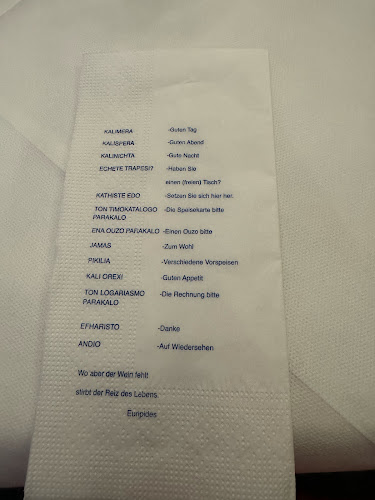 KALIMERA -Guten Tag
KALISPERA -Guten Abend
KALINICHTA -Gute Nacht
ECHETE TRAPESI? -Haben Sie
einen (freien) Tisch?
KATHISTE EDO -Setzen Sie sich hier her.
TON TIMOKATALOGO -Die Speisekarte bitte
PARAKALO
ENA OUZO PARAKALO -Einen Ouzo bitte
JAMAS -Zum Wohl
PIKILIA -Verschiedene Vorspeisen
KALI OREXI -Guten Appetit
TON LOGARIASMO -Die Rechnung bitte
PARAKALO
EFHARISTO -Danke
ANDIO -Auf Wiedersehen
Wo aber der Wein fehlt
stirbt der Reiz des Lebens.
Euripides